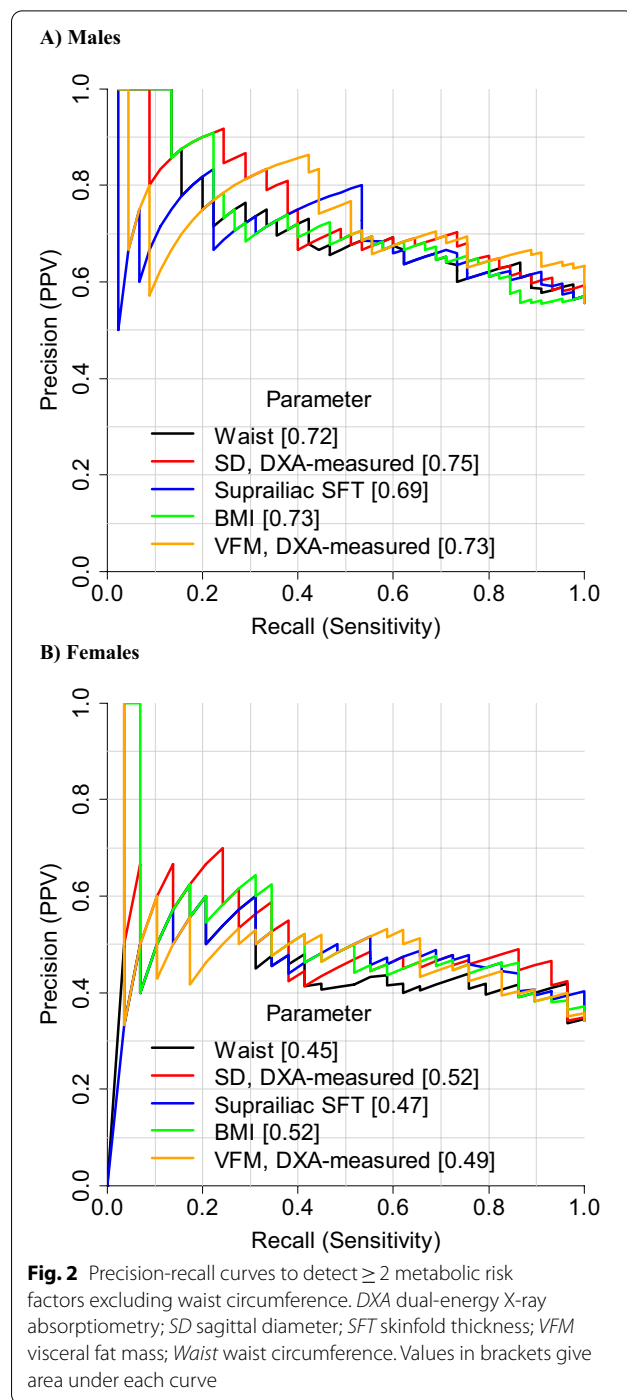 A) Males
1.0
0.8
0.6
0.4
0.2
0.0
Precision (PPV)
Parameter
Waist [0.72]
SD, DXA-measured [0.75]
Suprailiac SFT [0.69]
BMI [0.73]
VFM, DXA-measured [0.73]
0.0 0.2 0.4 0.6 0.8 1.0
Recall (Sensitivity)
B) Females
1.0
0.8
0.6
0.4
0.2
0.0
Precision (PPV)
Parameter
Waist [0.45]
SD, DXA-measured [0.52]
Suprailiac SFT [0.47]
BMI [0.52]
VFM, DXA-measured [0.49]
0.0 0.2 0.4 0.6 0.8 1.0
Recall (Sensitivity)
Fig. 2 Precision-recall curves to detect ≥ 2 metabolic risk
factors excluding waist circumference. DXA dual-energy X-ray
absorptiometry; SD sagittal diameter; SFT skinfold thickness; VFM
visceral fat mass; Waist waist circumference. Values in brackets give
area under each curve